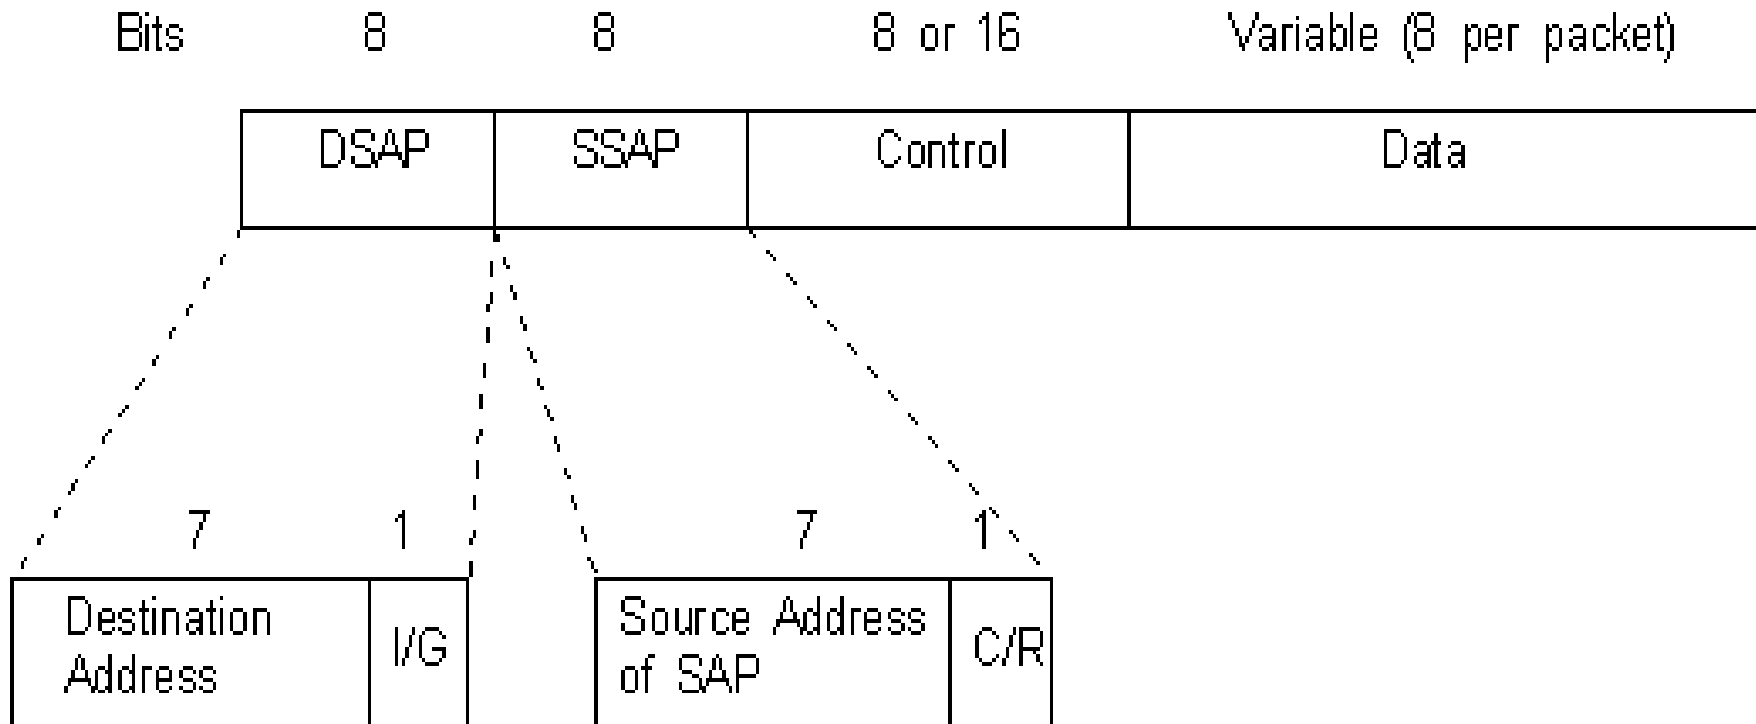 Bits 8 8 8 or 16 Variable (8 per packet)
DSAP SSAP Control Data
7 1 7 1
Destination Address I/G Source Address of SAP C/R